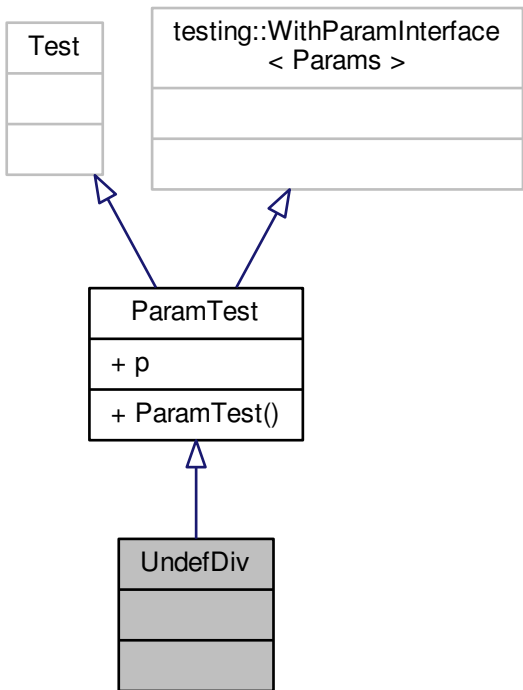 Test
testing::WithParamInterface
< Params >
ParamTest
+ p
+ ParamTest()
UndefDiv